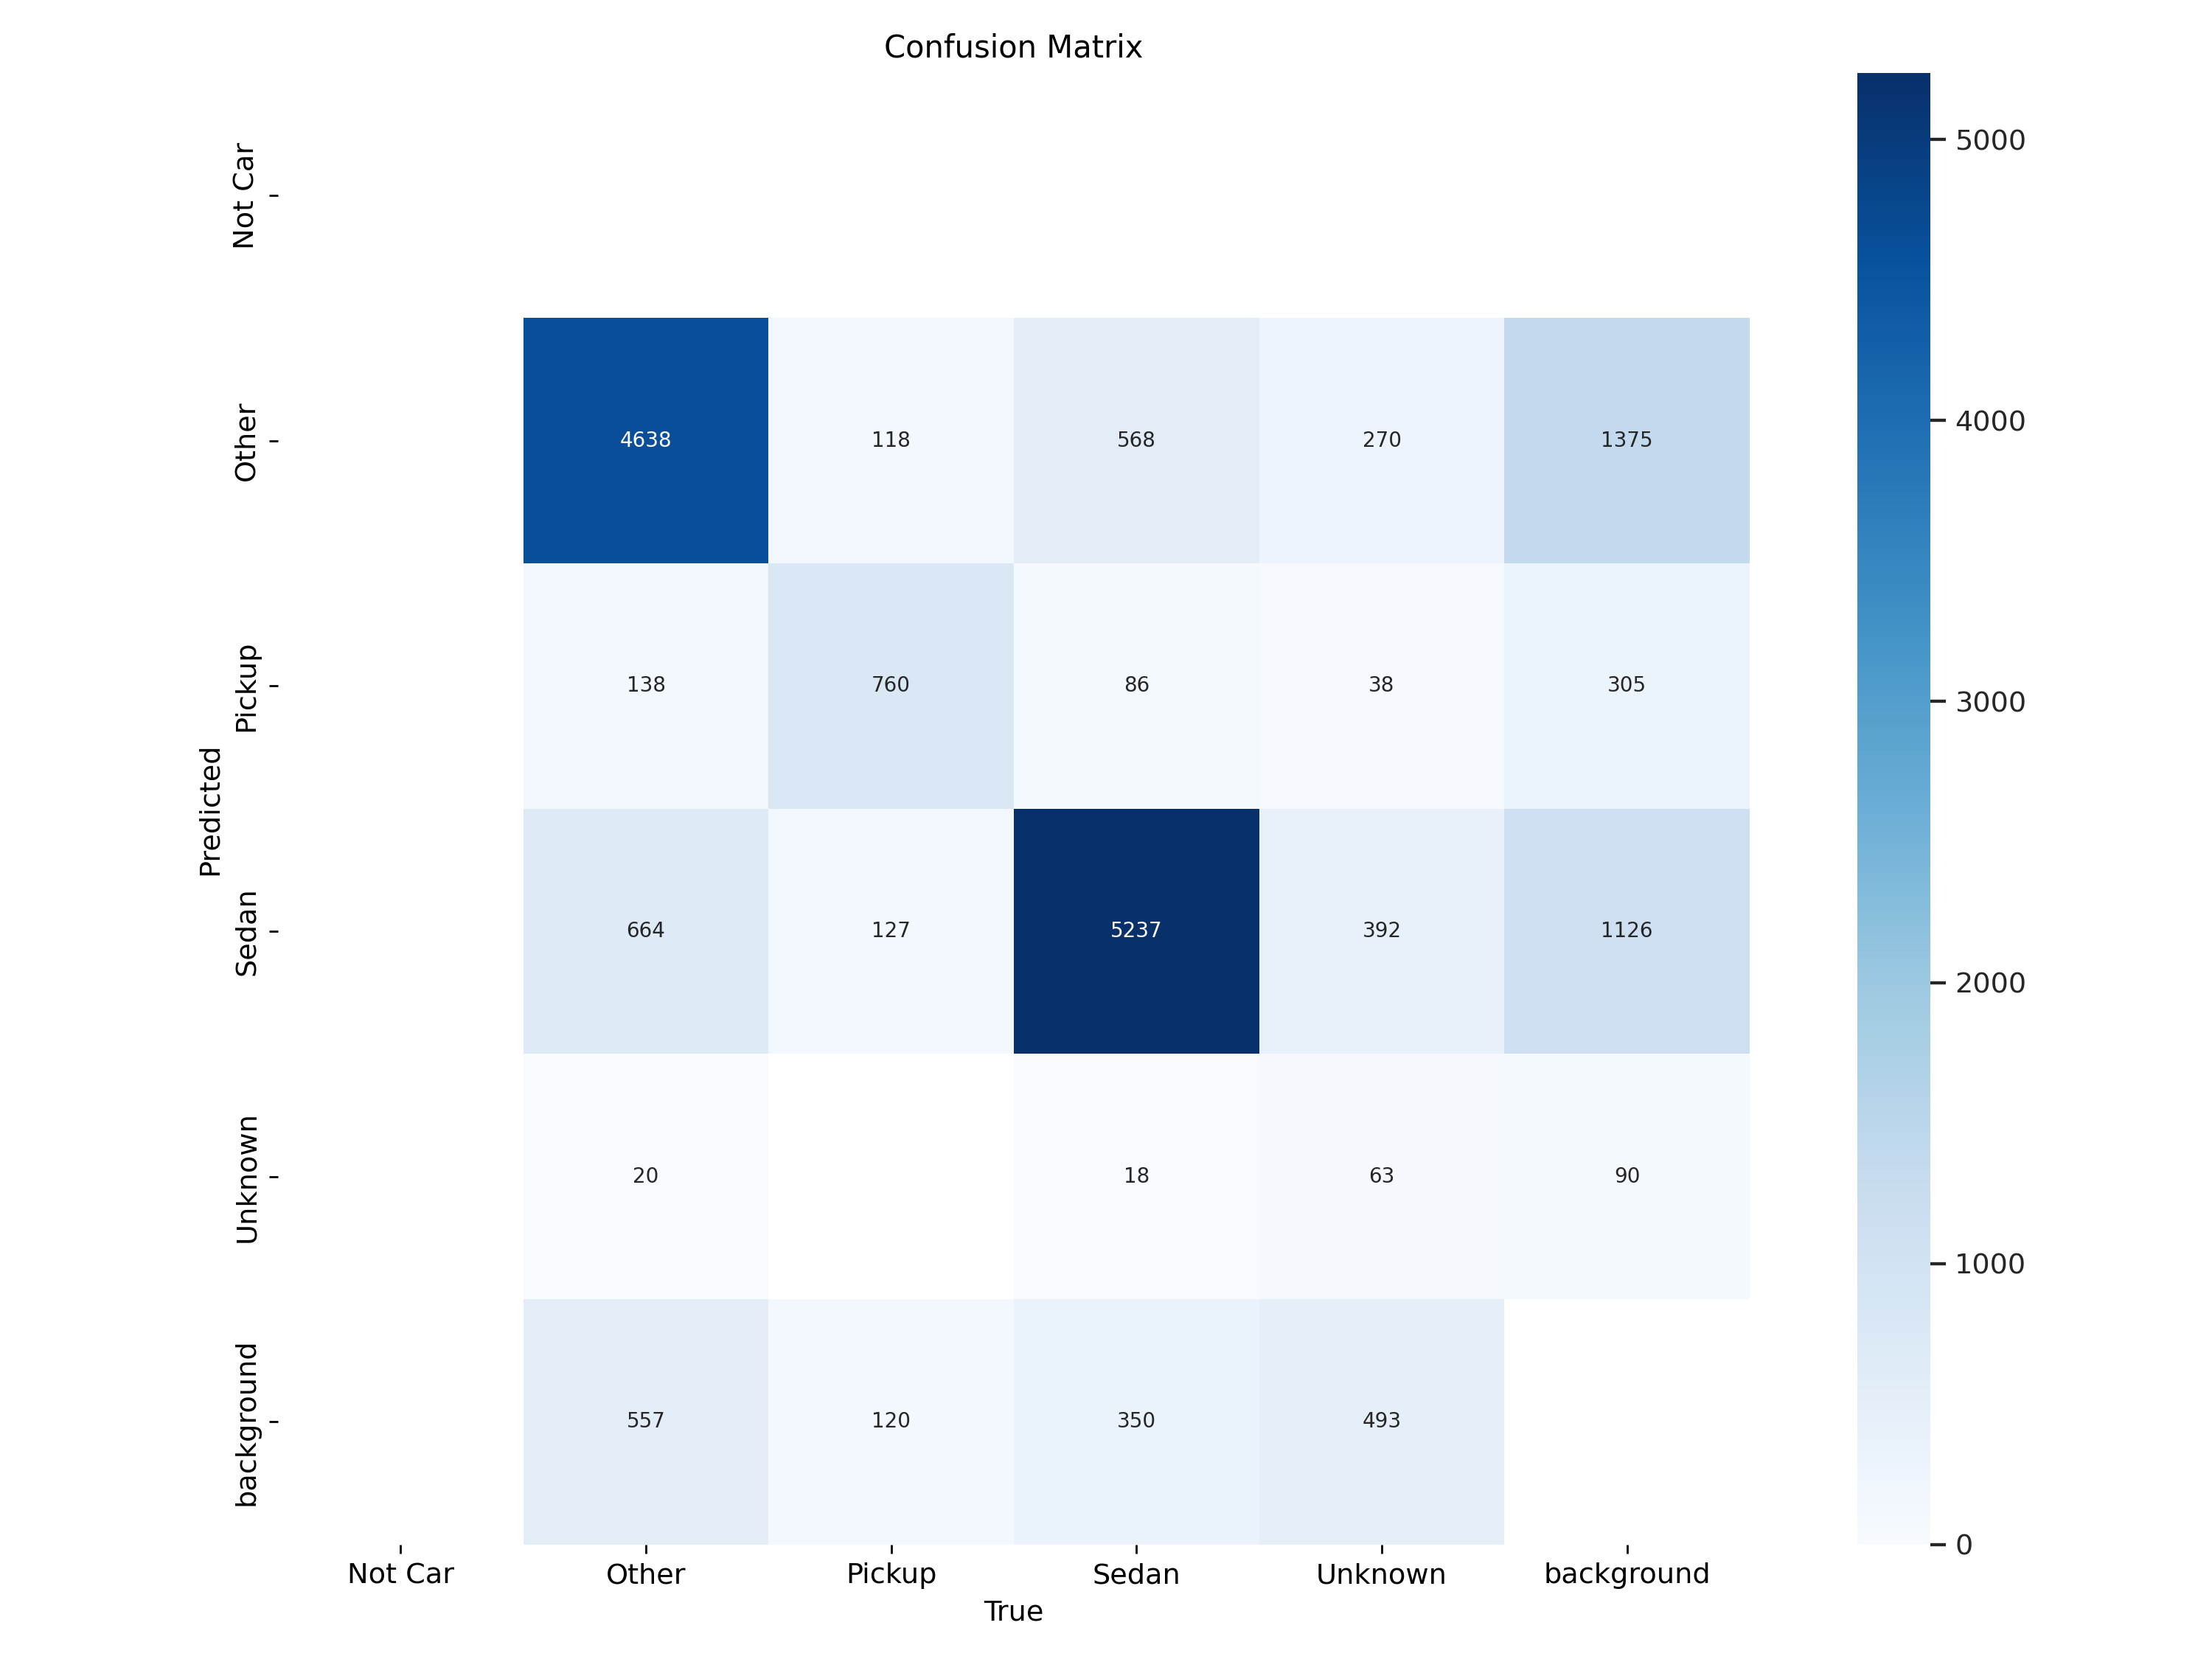 Confusion Matrix
Not Car
Other
4638 118 568 270 1375
Pickup
138 760 86 38 305
Sedan
664 127 5237 392 1126
Unknown
20 18 63 90
background
557 120 350 493
Predicted
Not Car Other Pickup Sedan Unknown background
True
5000
4000
3000
2000
1000
0